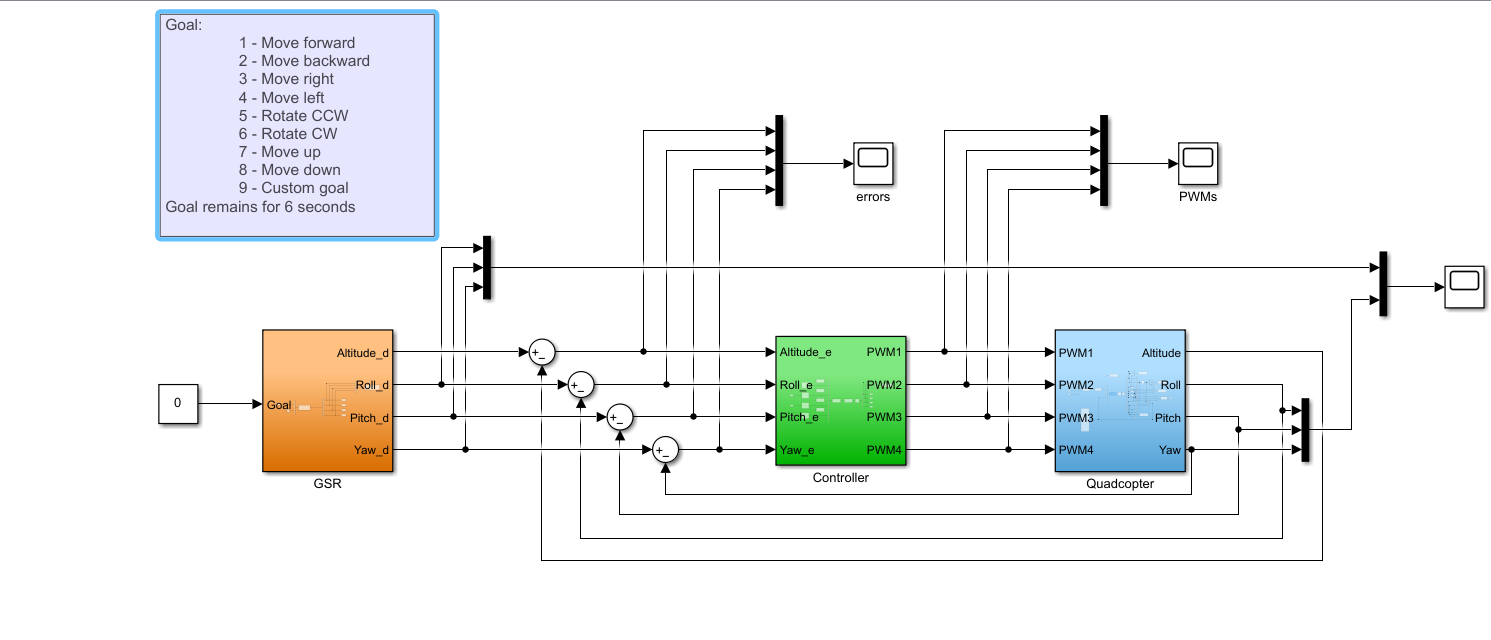 Goal:
1 - Move forward
2 - Move backward
3 - Move right
4 - Move left
5 - Rotate CCW
6 - Rotate CW
7 - Move up
8 - Move down
9 - Custom goal
Goal remains for 6 seconds
errors
PWMs
0
Goal
Altitude_d
Roll_d
Pitch_d
Yaw_d
GSR
+
_
+
_
+
_
+
_
Altitude_e
Roll_e
Pitch_e
Yaw_e
PWM1
PWM2
PWM3
PWM4
Controller
PWM1
PWM2
PWM3
PWM4
Altitude
Roll
Pitch
Yaw
Quadcopter